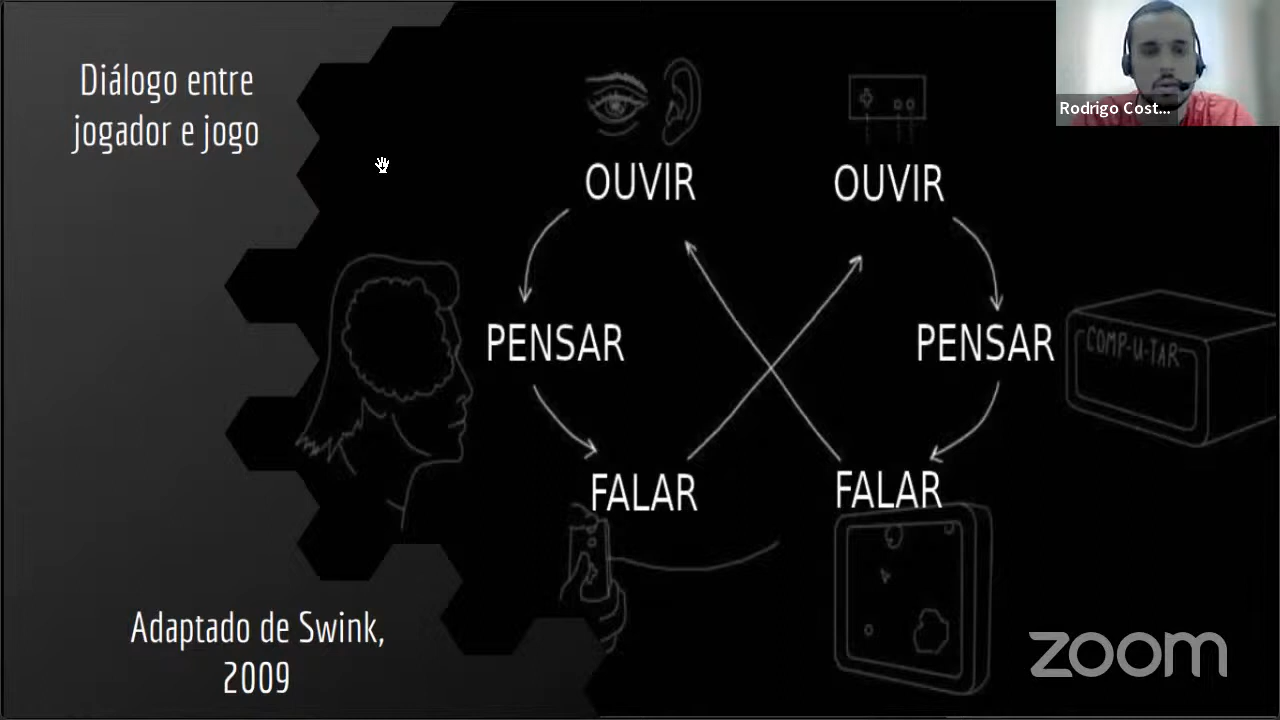 Diálogo entre
jogador e jogo
Rodrigo Cost...
OUVIR
OUVIR
PENSAR
PENSAR
COMP-U-TAR
FALAR
FALAR
Adaptado de Swink,
2009
zoom